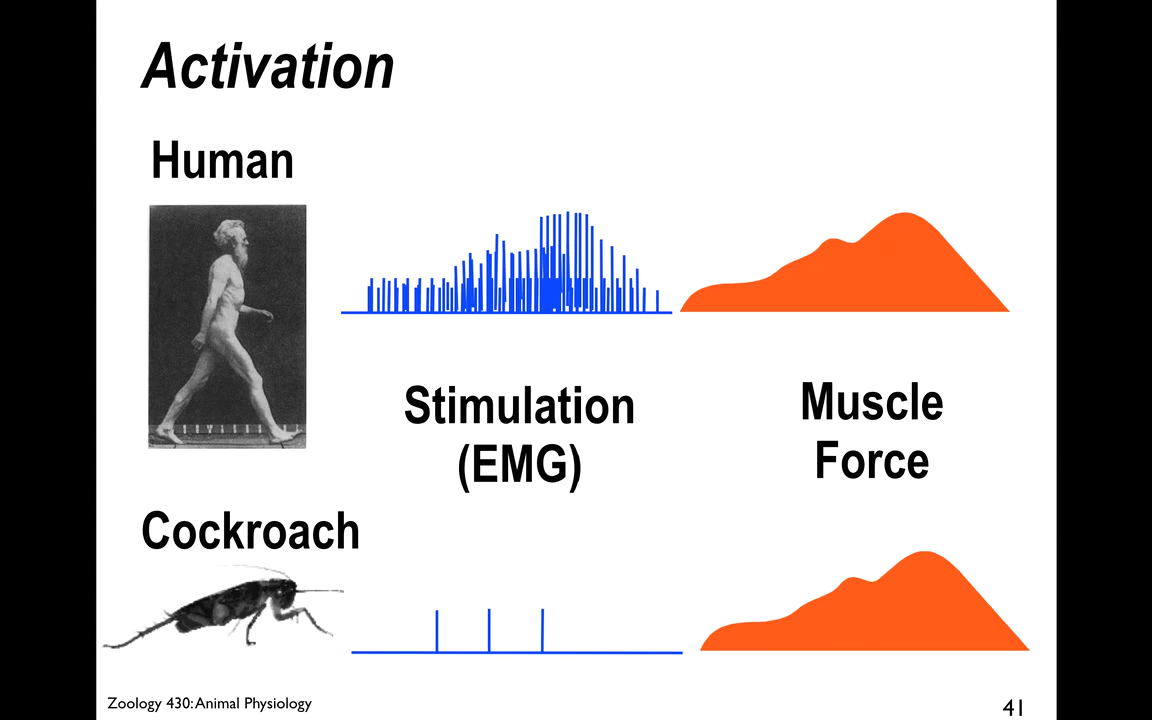 Activation
Human
Stimulation
(EMG)
Muscle
Force
Cockroach
Zoology 430: Animal Physiology
41